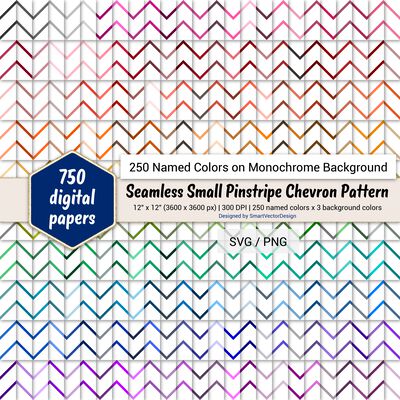 250 Named Colors on Monochrome Background
750
digital
papers
Seamless Small Pinstripe Chevron Pattern
12" x 12" (3600 x 3600 px) | 300 DPI | 250 named colors x 3 background colors
Designed by SmartVectorDesign
SVG / PNG